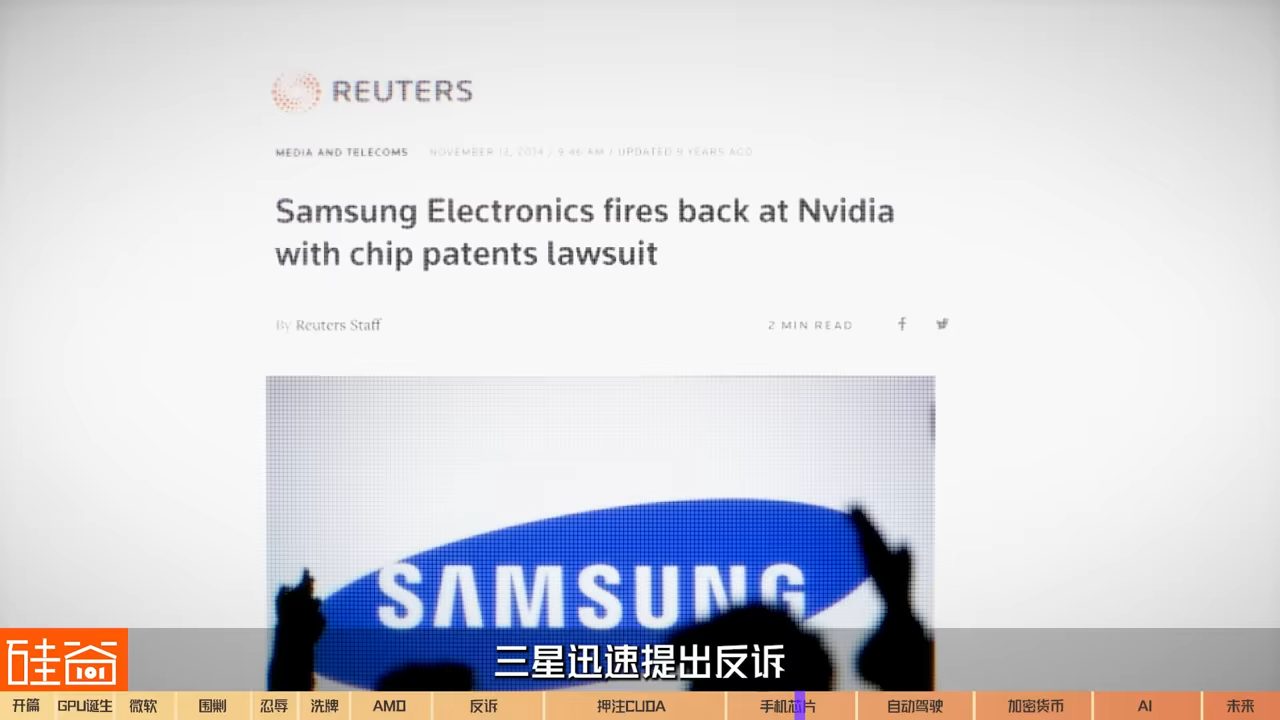 REUTERS
MEDIA AND TELECOMS NOVEMBER 12, 2014 / 9:46 AM / UPDATED 9 YEARS AGO
Samsung Electronics fires back at Nvidia
with chip patents lawsuit
By Reuters Staff
2 MIN READ
SAMSUNG
三星迅速提出反诉
硅谷
101
开篇 GPU诞生 微软 围剿 忍辱 洗牌 AMD 反诉 押注CUDA 手机芯片 自动驾驶 加密货币 AI 未来